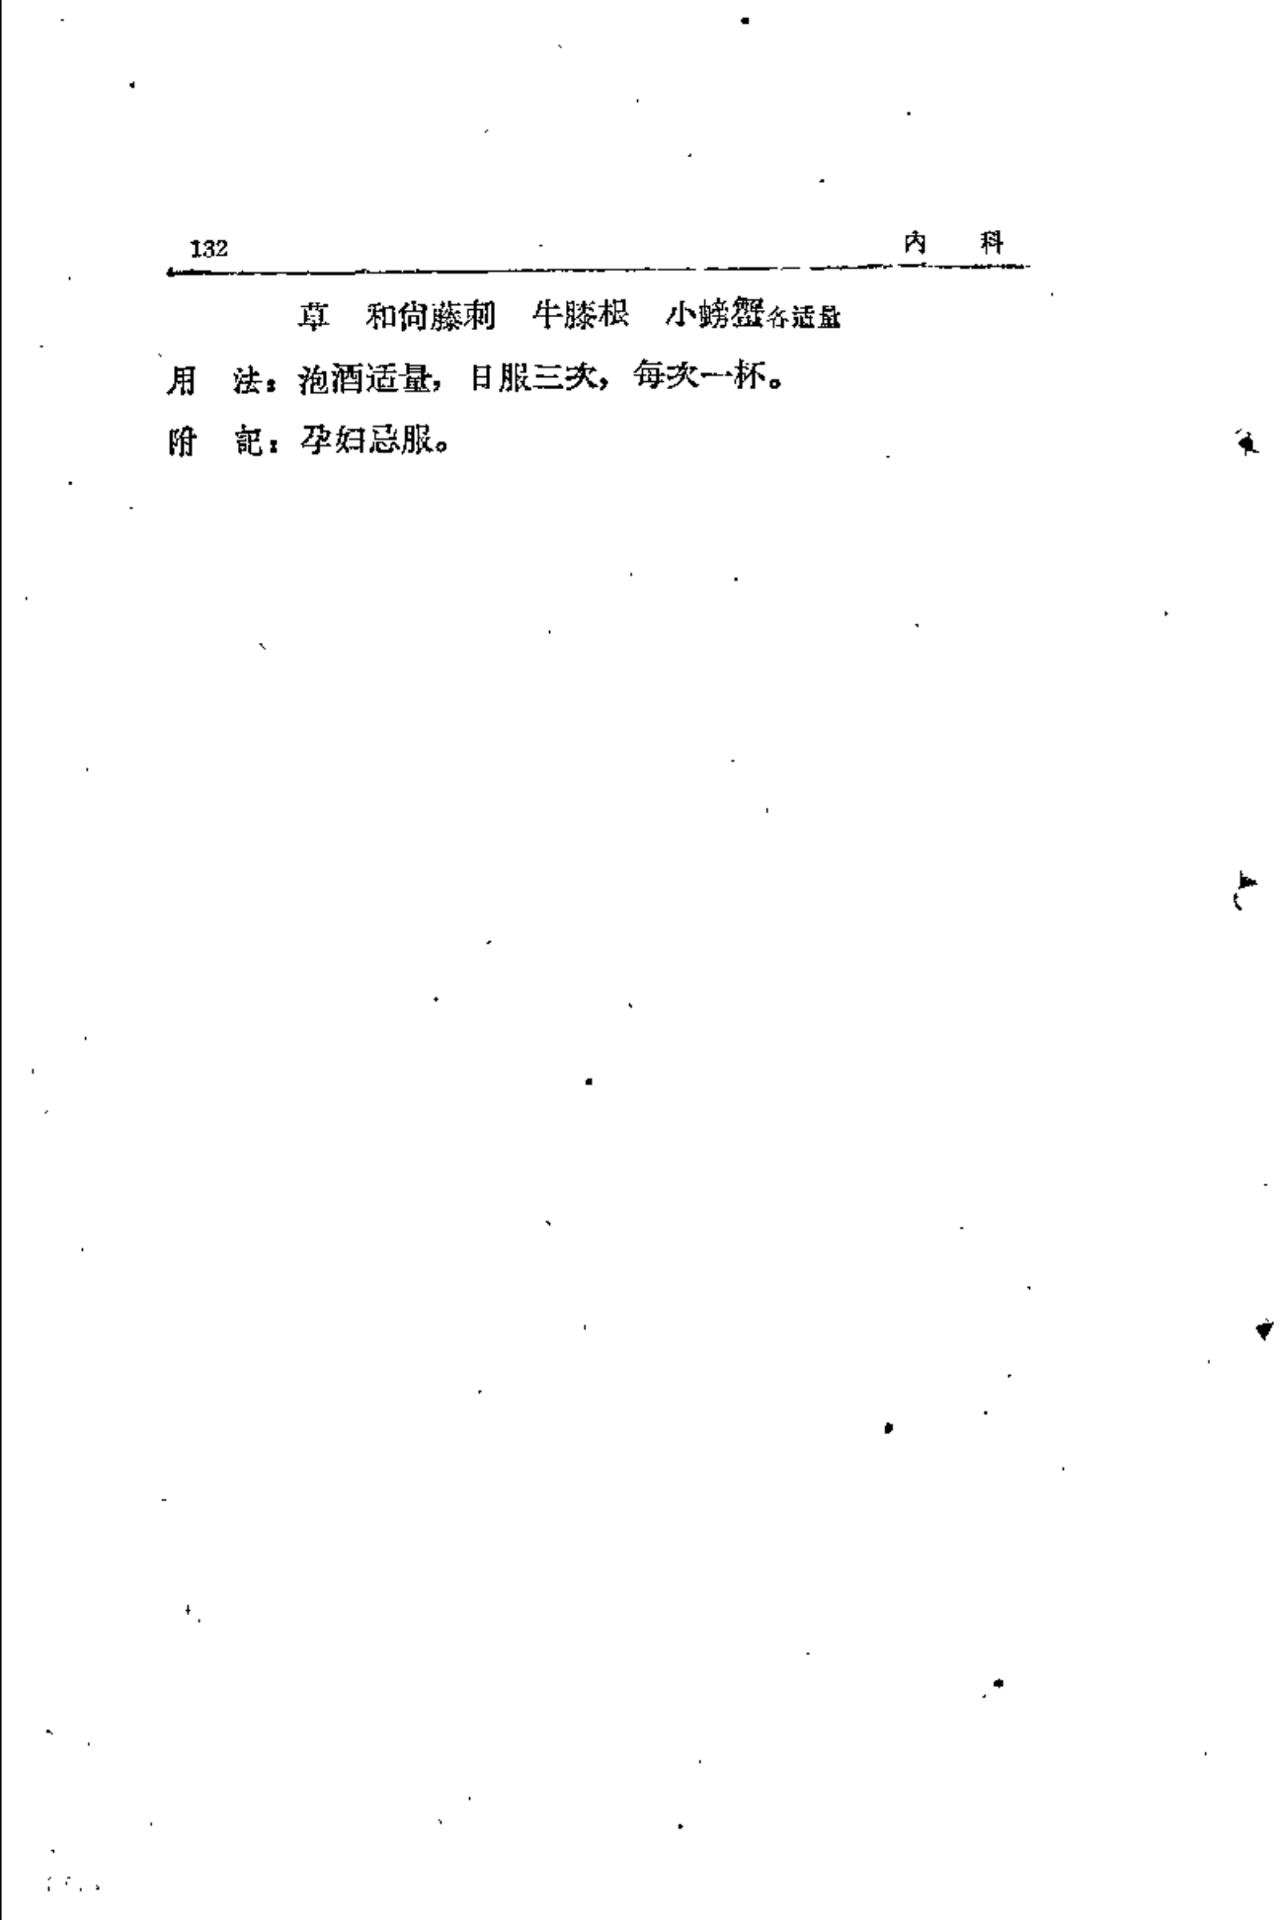 132 内 科
草 和尙藤刺 牛膝根 小螃蟹各适量
用 法：泡酒适量，日服三次，每次一杯。
附 記：孕妇忌服。